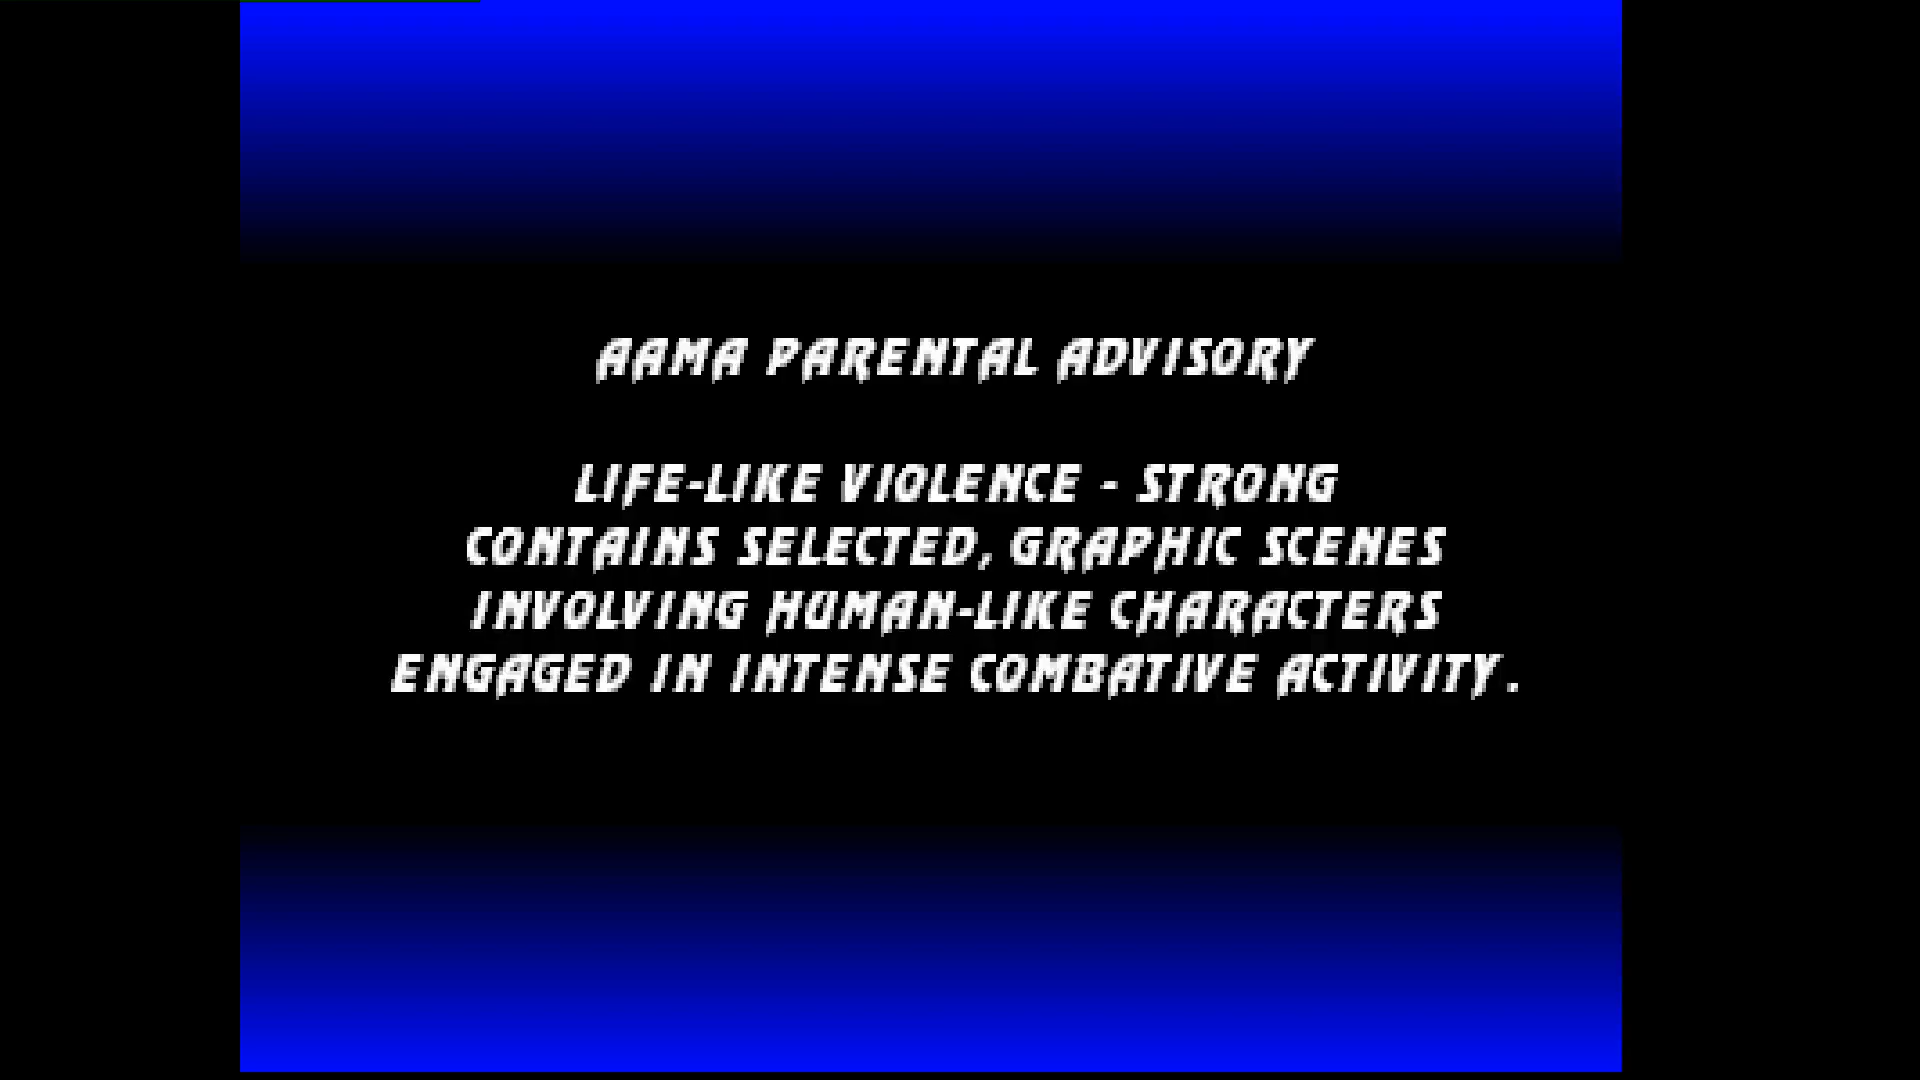 AAMA PARENTAL ADVISORY
LIFE-LIKE VIOLENCE - STRONG
CONTAINS SELECTED, GRAPHIC SCENES
INVOLVING HUMAN-LIKE CHARACTERS
ENGAGED IN INTENSE COMBATIVE ACTIVITY.